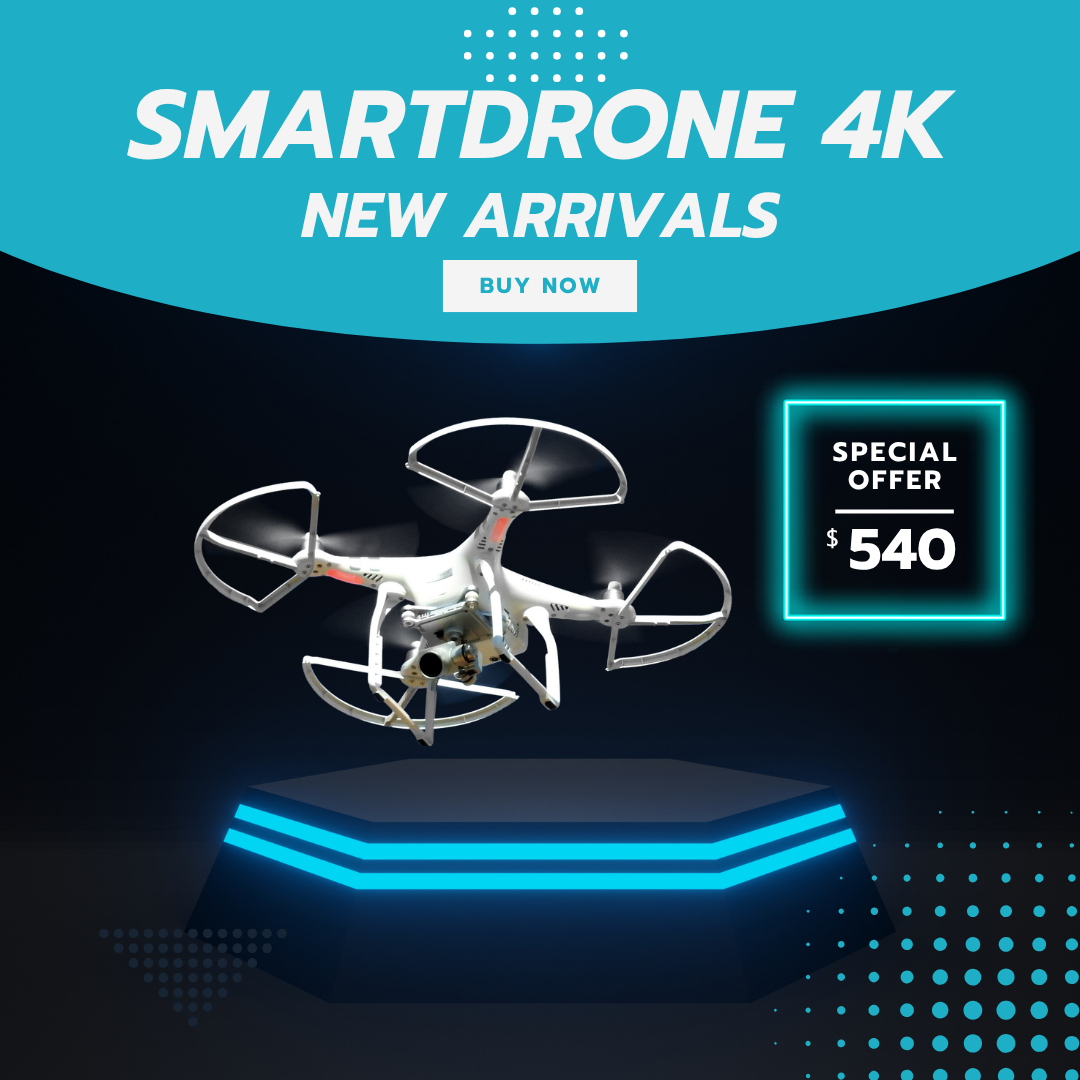 SMARTDRONE 4K
NEW ARRIVALS
BUY NOW
SPECIAL
OFFER
$ 540